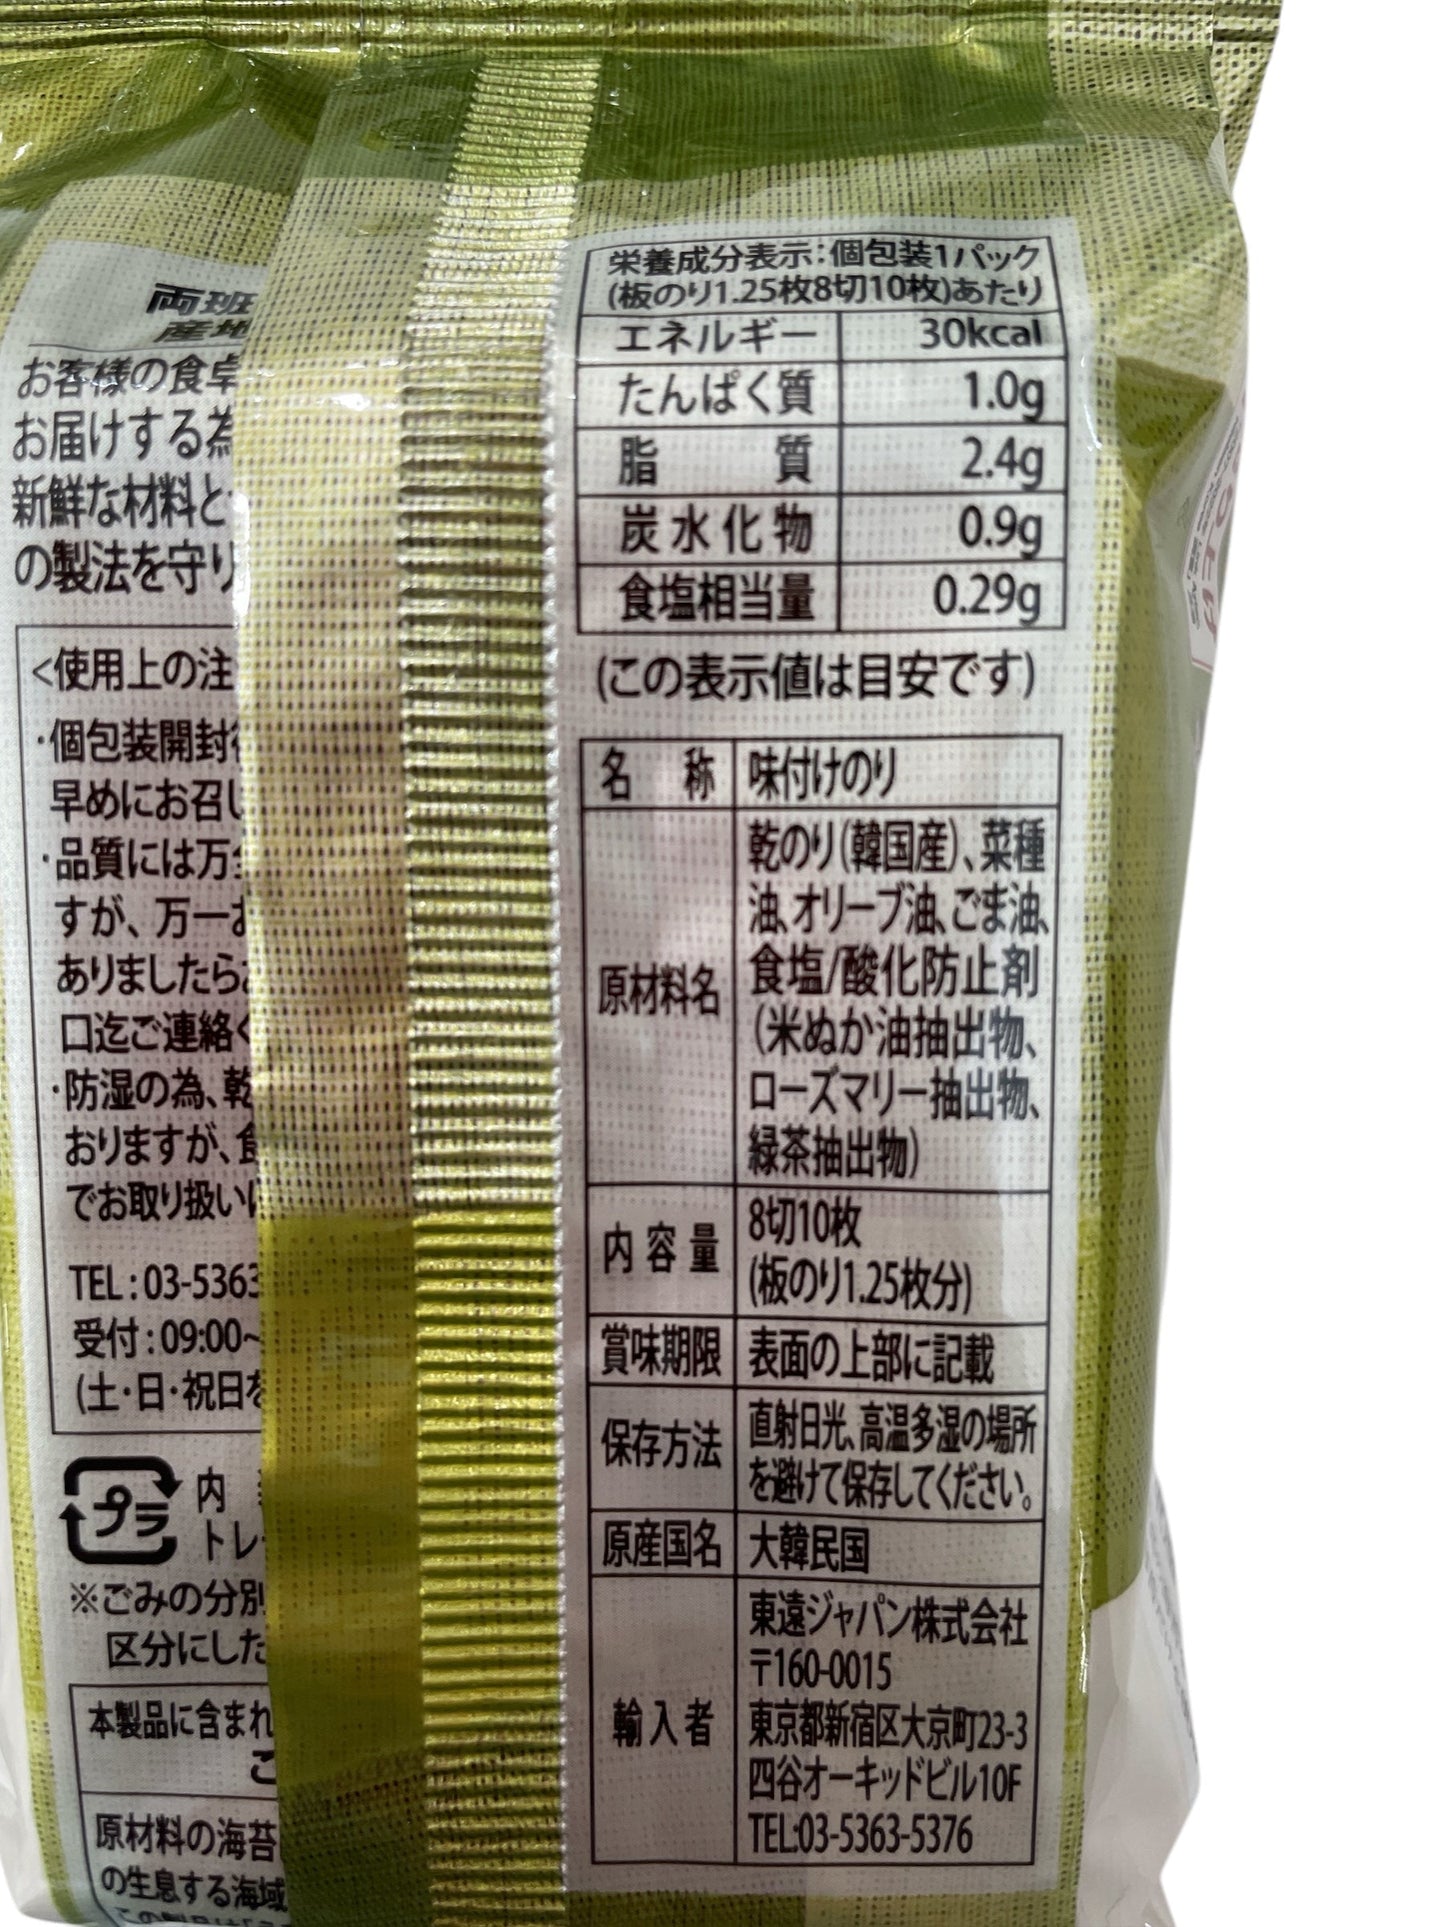 両班
産地
お客様の食卓
お届けする為
新鮮な材料と
の製法を守り
<使用上の注
・個包装開封
早めにお召し
・品質には万全
すが、万一お
ありましたら
口迄ご連絡く
・防湿の為、乾
おりますが、食
でお取り扱い
TEL:03-5363
受付:09:00~
(土・日・祝日を
プラ
内
トレ
※ごみの分別
区分にした
本製品に含まれ
こ
原材料の海苔
の生息する海域
栄養成分表示:個包装1パック
(板のり1.25枚8切10枚)あたり
エネルギー 30kcal
たんぱく質 1.0g
脂質 2.4g
炭水化物 0.9g
食塩相当量 0.29g
(この表示値は目安です)
名称 味付けのり
原材料名 乾のり(韓国産)、菜種
油、オリーブ油、ごま油、
食塩/酸化防止剤
(米ぬか油抽出物、
ローズマリー抽出物、
緑茶抽出物)
内容量 8切10枚
(板のり1.25枚分)
賞味期限 表面の上部に記載
保存方法 直射日光、高温多湿の場所
を避けて保存してください。
原産国名 大韓民国
輸入者 東遠ジャパン株式会社
〒160-0015
東京都新宿区大京町23-3
四谷オーキッドビル10F
TEL:03-5363-5376